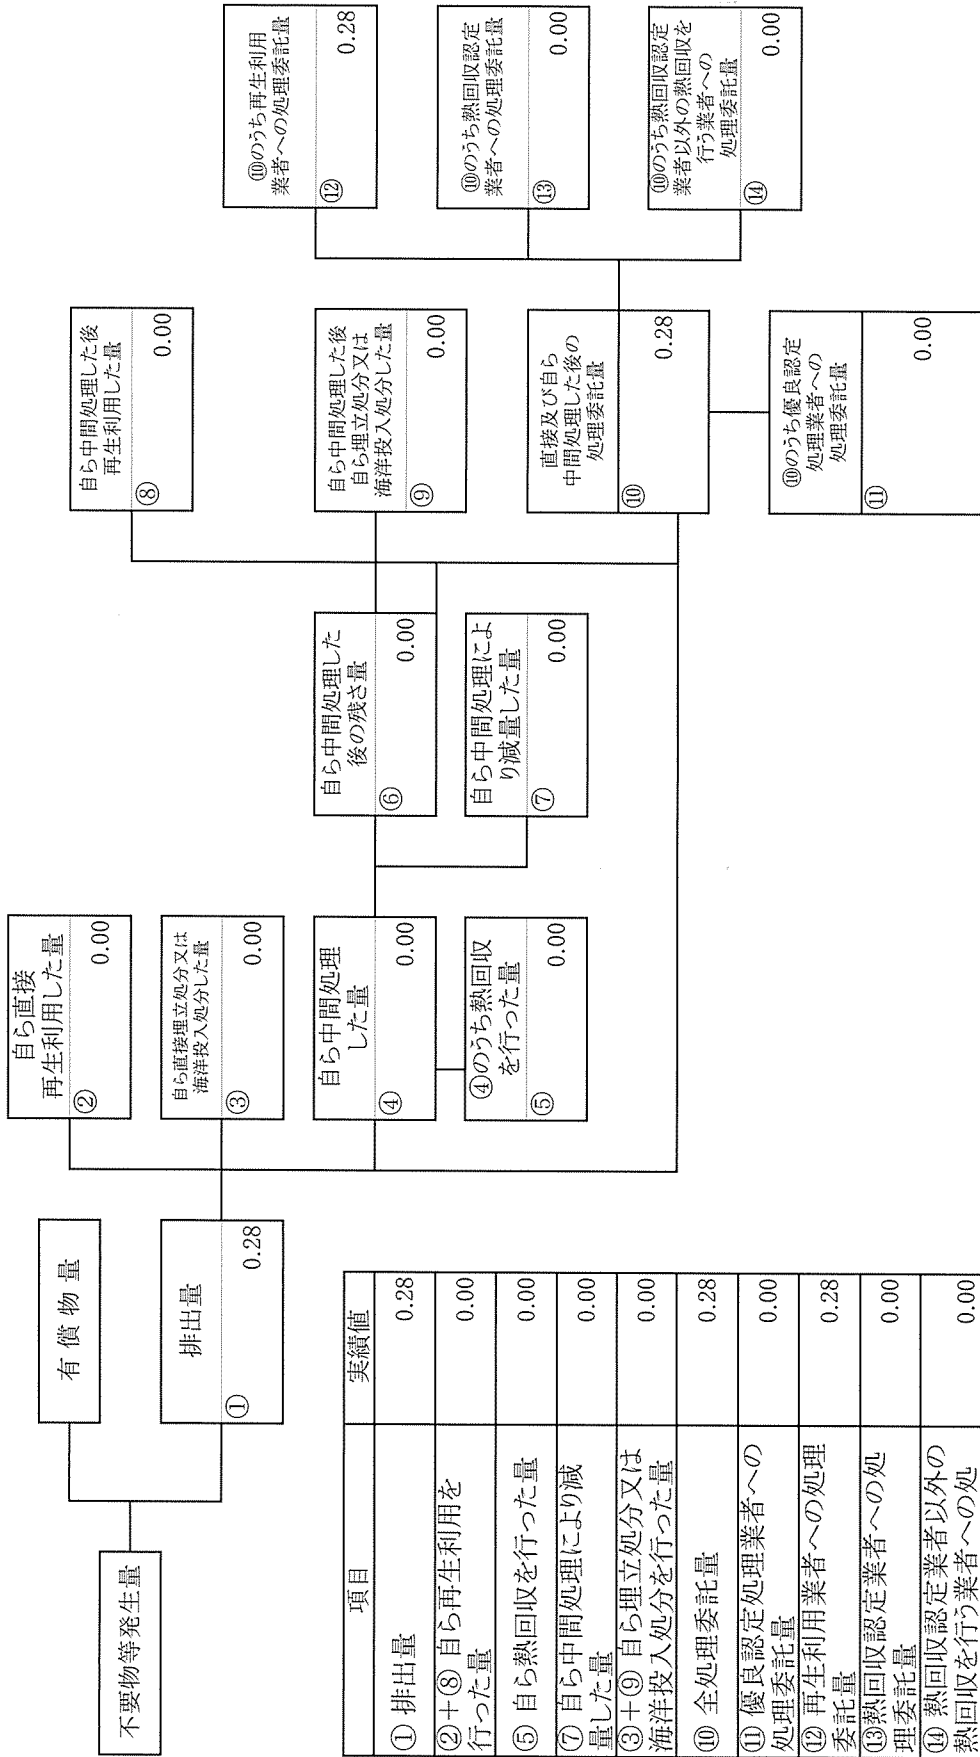 不要物等発生量
有 償 物 量
排出量
①
0.28
自ら直接
再生利用した量
②
0.00
自ら直接埋立処分又は
海洋投入処分した量
③
0.00
自ら中間処理
した量
④
0.00
④のうち熱回収
を行った量
⑤
0.00
自ら中間処理した
後の残さ量
⑥
0.00
自ら中間処理によ
り減量した量
⑦
0.00
自ら中間処理した後
再生利用した量
⑧
0.00
自ら中間処理した後
自ら埋立処分又は
海洋投入処分した量
⑨
0.00
直接及び自ら
中間処理した後の
処理委託量
⑩
0.28
⑩のうち優良認定
処理業者への
処理委託量
⑪
0.00
⑩のうち再生利用
業者への処理委託量
⑫
0.28
⑩のうち熱回収認定
業者への処理委託量
⑬
0.00
⑩のうち熱回収認定
業者以外の熱回収を
行う業者への
処理委託量
⑭
0.00
項目 実績値
① 排出量 0.28
②+⑧ 自ら再生利用を
行った量 0.00
⑤ 自ら熱回収を行った量 0.00
⑦ 自ら中間処理により減
量した量 0.00
③+⑨ 自ら埋立処分又は
海洋投入処分を行った量 0.00
⑩ 全処理委託量 0.28
⑪ 優良認定処理業者への
処理委託量 0.00
⑫ 再生利用業者への処理
委託量 0.28
⑬熱回収認定業者への処
理委託量 0.00
⑭ 熱回収認定業者以外の
熱回収を行う業者への処 0.00